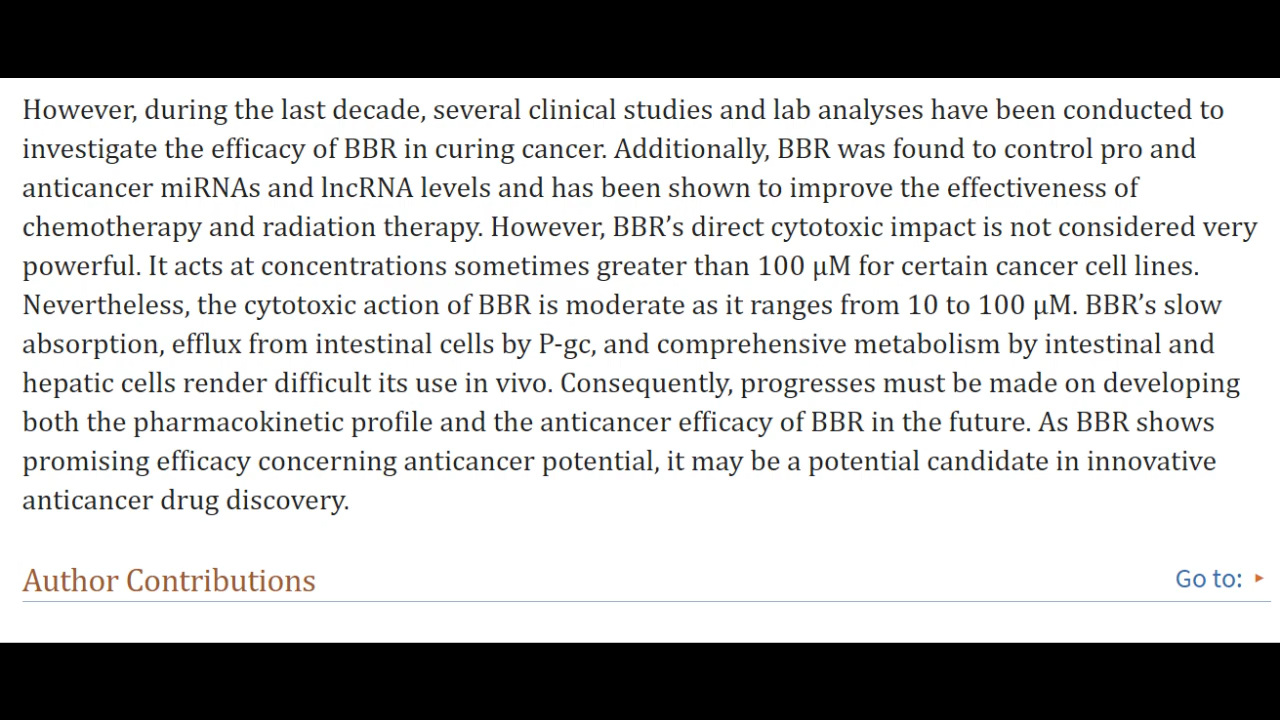 However, during the last decade, several clinical studies and lab analyses have been conducted to
investigate the efficacy of BBR in curing cancer. Additionally, BBR was found to control pro and
anticancer miRNAs and lncRNA levels and has been shown to improve the effectiveness of
chemotherapy and radiation therapy. However, BBR’s direct cytotoxic impact is not considered very
powerful. It acts at concentrations sometimes greater than 100 μM for certain cancer cell lines.
Nevertheless, the cytotoxic action of BBR is moderate as it ranges from 10 to 100 μM. BBR’s slow
absorption, efflux from intestinal cells by P-gc, and comprehensive metabolism by intestinal and
hepatic cells render difficult its use in vivo. Consequently, progresses must be made on developing
both the pharmacokinetic profile and the anticancer efficacy of BBR in the future. As BBR shows
promising efficacy concerning anticancer potential, it may be a potential candidate in innovative
anticancer drug discovery.
Author Contributions
Go to: